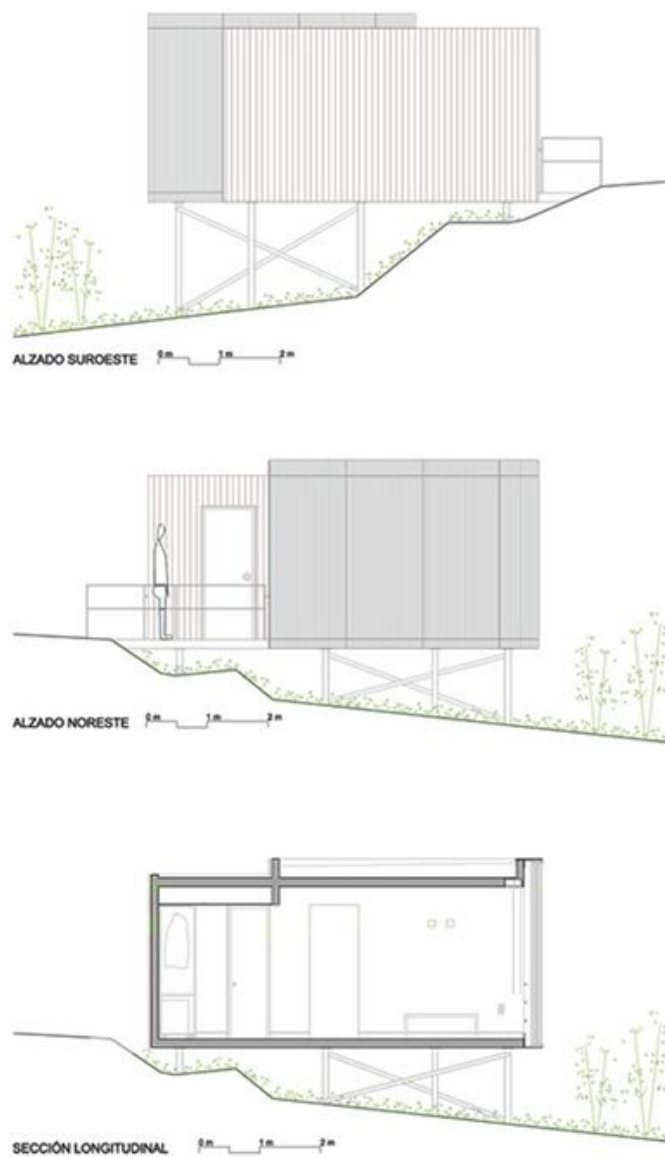 ALZADO SUROESTE 0 m 1 m 2 m
ALZADO NORESTE 0 m 1 m 2 m
SECCIÓN LONGITUDINAL 0 m 1 m 2 m